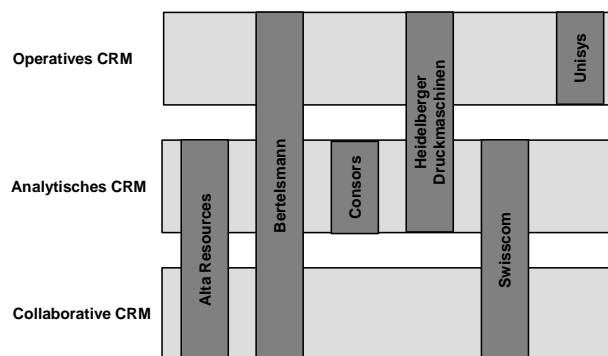 Operatives CRM
Analytisches CRM
Collaborative CRM
Alta Resources
Bertelsmann
Consors
Heidelberger
Druckmaschinen
Swisscom
Unisys